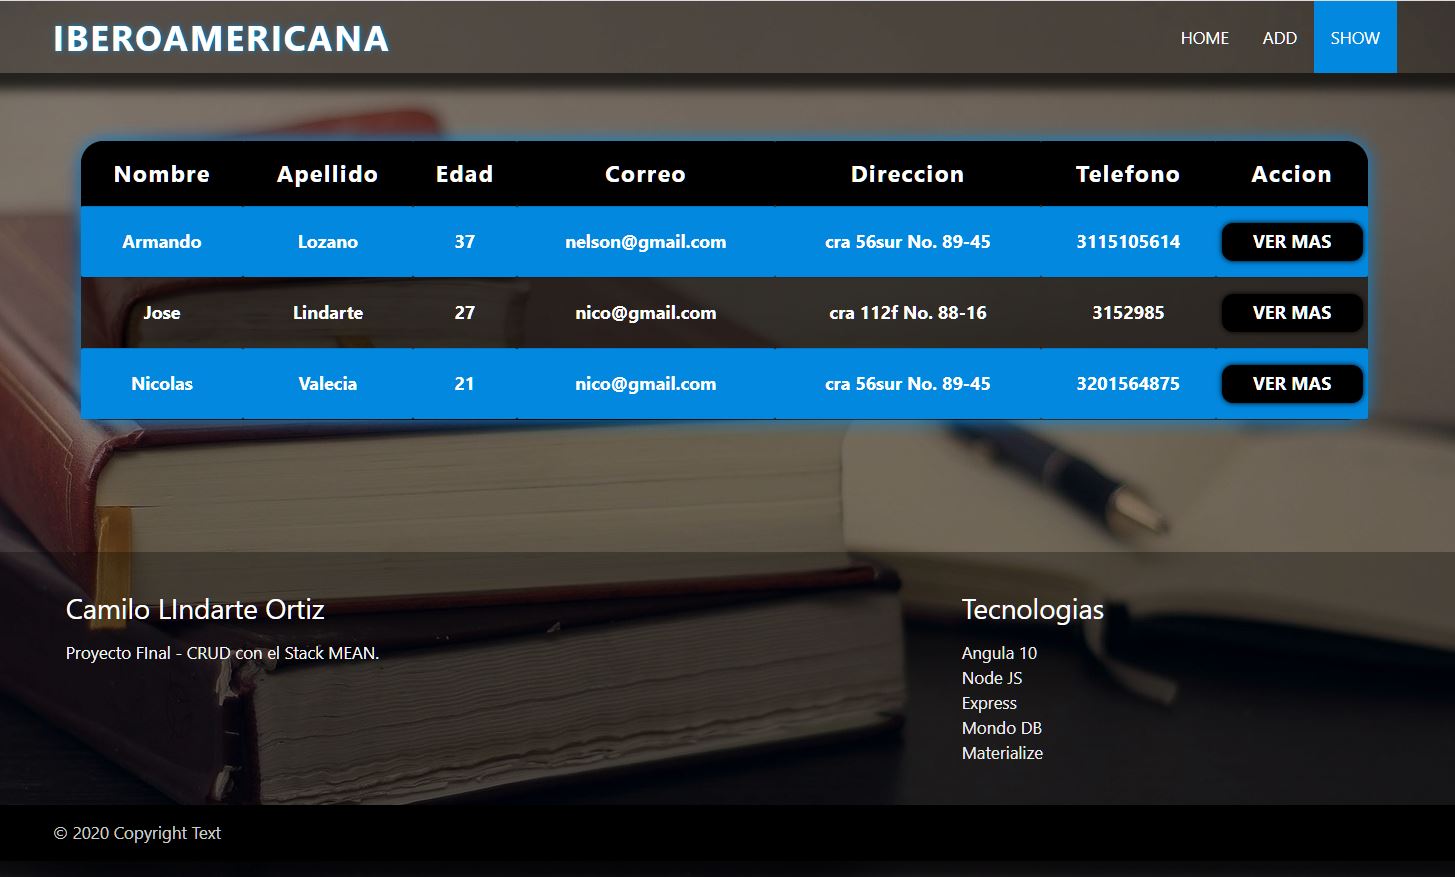 IBEROAMERICANA HOME ADD SHOW
Nombre Apellido Edad Correo Direccion Telefono Accion
Armando Lozano 37 nelson@gmail.com cra 56sur No. 89-45 3115105614 VER MAS
Jose Lindarte 27 nico@gmail.com cra 112f No. 88-16 3152985 VER MAS
Nicolas Valecia 21 nico@gmail.com cra 56sur No. 89-45 3201564875 VER MAS
Camilo LIndarte Ortiz
Proyecto FInal - CRUD con el Stack MEAN.
Tecnologias
Angula 10
Node JS
Express
Mondo DB
Materialize
© 2020 Copyright Text